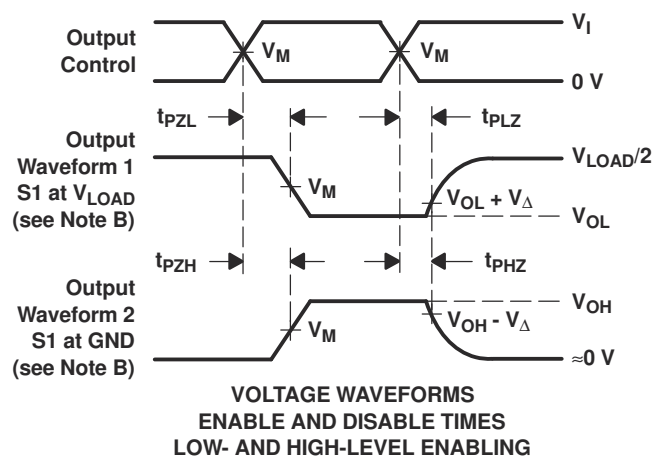 Output
Control
V_M
V_M
V_I
0 V
t_PZL
t_PLZ
Output
Waveform 1
S1 at V_LOAD
(see Note B)
V_M
V_LOAD/2
V_OL + V_Δ
V_OL
t_PZH
t_PHZ
Output
Waveform 2
S1 at GND
(see Note B)
V_M
V_OH
V_OH - V_Δ
≈0 V
VOLTAGE WAVEFORMS
ENABLE AND DISABLE TIMES
LOW- AND HIGH-LEVEL ENABLING